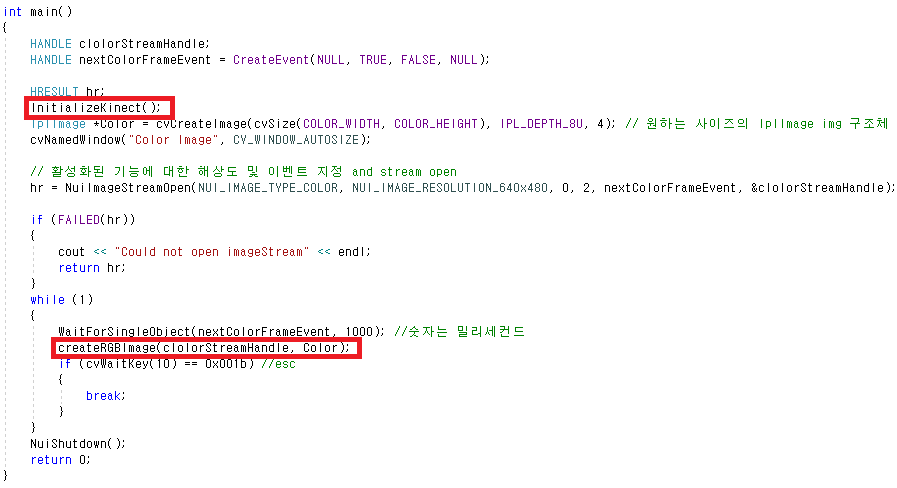 int main()
{
HANDLE clolorStreamHandle;
HANDLE nextColorFrameEvent = CreateEvent(NULL, TRUE, FALSE, NULL);
HRESULT hr;
InitializeKinect();
IplImage *Color = cvCreateImage(cvSize(COLOR_WIDTH, COLOR_HEIGHT), IPL_DEPTH_8U, 4); // 원하는 사이즈의 IplImage img 구조체
cvNamedWindow("Color Image", CV_WINDOW_AUTOSIZE);
// 활성화된 기능에 대한 해상도 및 이벤트 지정 and stream open
hr = NuiImageStreamOpen(NUI_IMAGE_TYPE_COLOR, NUI_IMAGE_RESOLUTION_640x480, 0, 2, nextColorFrameEvent, &clolorStreamHandle);
if (FAILED(hr))
{
cout << "Could not open imageStream" << endl;
return hr;
}
while (1)
{
WaitForSingleObject(nextColorFrameEvent, 1000); //숫자는 밀리세컨드
createRGBImage(clolorStreamHandle, Color);
if (cvWaitKey(10) == 0x001b) //esc
{
break;
}
}
NuiShutdown();
return 0;
}